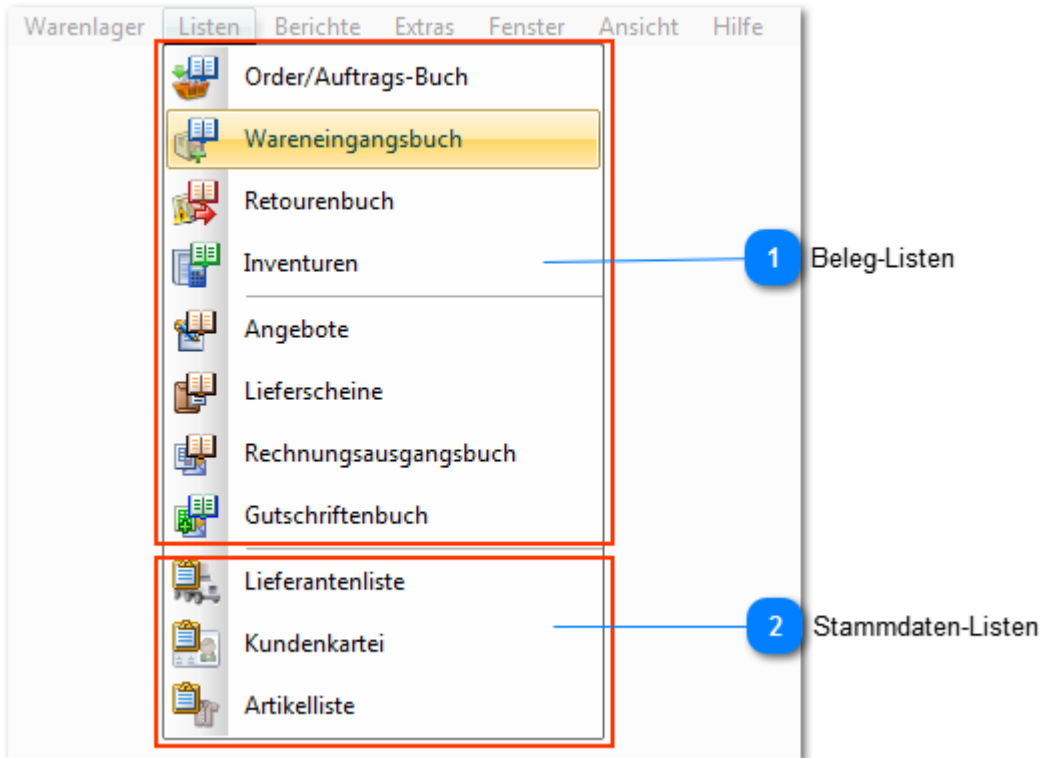 Warenlager Listen Berichte Extras Fenster Ansicht Hilfe
Order/Auftrags-Buch
Wareneingangsbuch
Retourenbuch
Inventuren
1 Beleg-Listen
Angebote
Lieferscheine
Rechnungsausgangsbuch
Gutschriftenbuch
Lieferantenliste
2 Stammdaten-Listen
Kundenkartei
Artikelliste